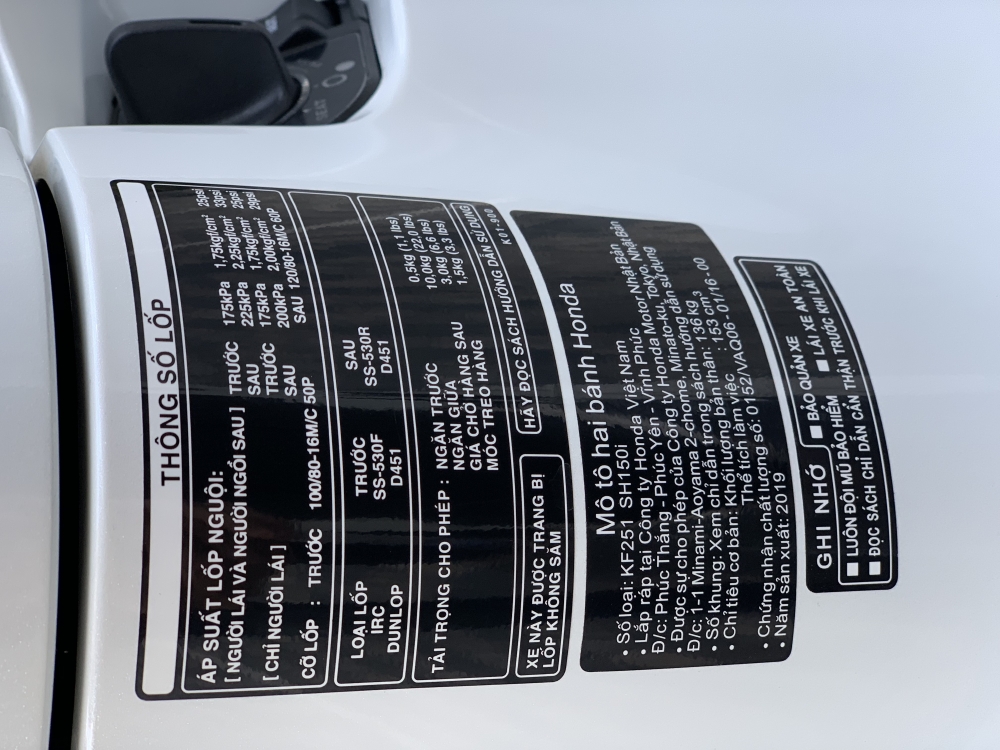 THÔNG SỐ LỐP
ÁP SUẤT LỐP NGUỘI:
[ NGƯỜI LÁI VÀ NGƯỜI NGỒI SAU ] TRƯỚC 175kPa 1,75kgf/cm² 25psi
SAU 225kPa 2,25kgf/cm² 33psi
[ CHỈ NGƯỜI LÁI ] TRƯỚC 175kPa 1,75kgf/cm² 25psi
SAU 200kPa 2,00kgf/cm² 29psi
CỠ LỐP : TRƯỚC 100/80-16M/C 50P SAU 120/80-16M/C 60P
LOẠI LỐP TRƯỚC SAU
IRC SS-530F SS-530R
DUNLOP D451 D451
TẢI TRỌNG CHO PHÉP : NGĂN TRƯỚC 0,5kg (1,1 lbs)
NGĂN GIỮA 10,0kg (22,0 lbs)
GIÁ CHỞ HÀNG SAU 3,0kg (6,6 lbs)
MÓC TREO HÀNG 1,5kg (3,3 lbs)
XE NÀY ĐƯỢC TRANG BỊ
LỐP KHÔNG SĂM
HÃY ĐỌC SÁCH HƯỚNG DẪN SỬ DỤNG
K01-900
Mô tô hai bánh Honda
• Số loại: KF251 SH150i
• Lắp ráp tại Công ty Honda Việt Nam
Đ/c: Phúc Thắng - Phúc Yên - Vĩnh Phúc
• Được sự cho phép của Công ty Honda Motor Nhật Bản
Đ/c: 1-1 Minami-Aoyama 2-chome, Minato-ku, Tokyo, Nhật Bản
• Số khung: Xem chỉ dẫn trong sách hướng dẫn sử dụng
• Chỉ tiêu cơ bản: Khối lượng bản thân: 136 kg
Thể tích làm việc : 153 cm³
• Chứng nhận chất lượng số: 0152/VAQ06 - 01/16 - 00
• Năm sản xuất: 2019
GHI NHỚ
BẢO QUẢN XE
LUÔN ĐỘI MŨ BẢO HIỂM LÁI XE AN TOÀN
ĐỌC SÁCH CHỈ DẪN CẨN THẬN TRƯỚC KHI LÁI XE
SEAT